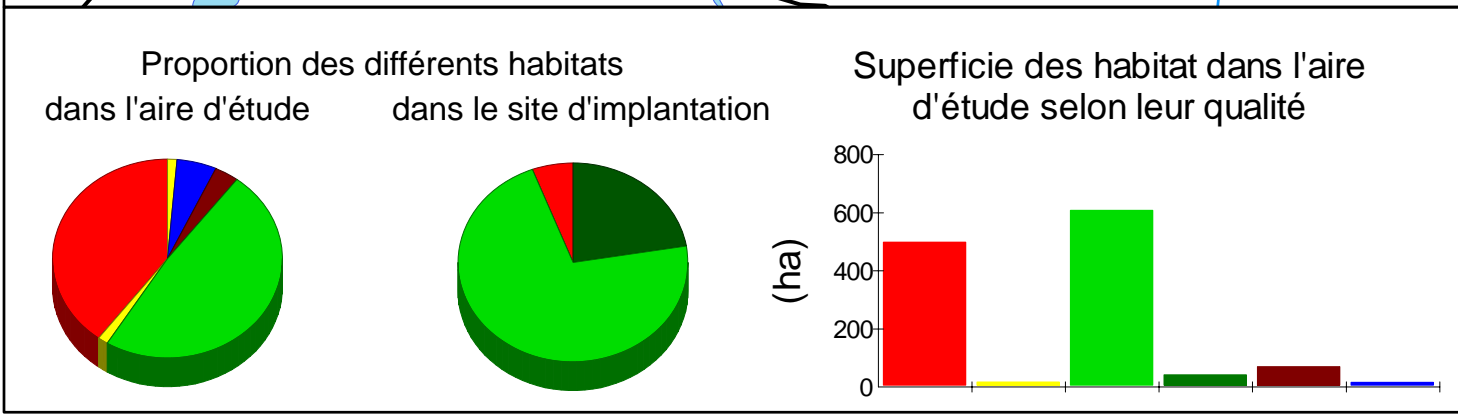 Proportion des différents habitats
dans l'aire d'étude
dans le site d'implantation
Superficie des habitat dans l'aire
d'étude selon leur qualité
(ha)
800
600
400
200
0